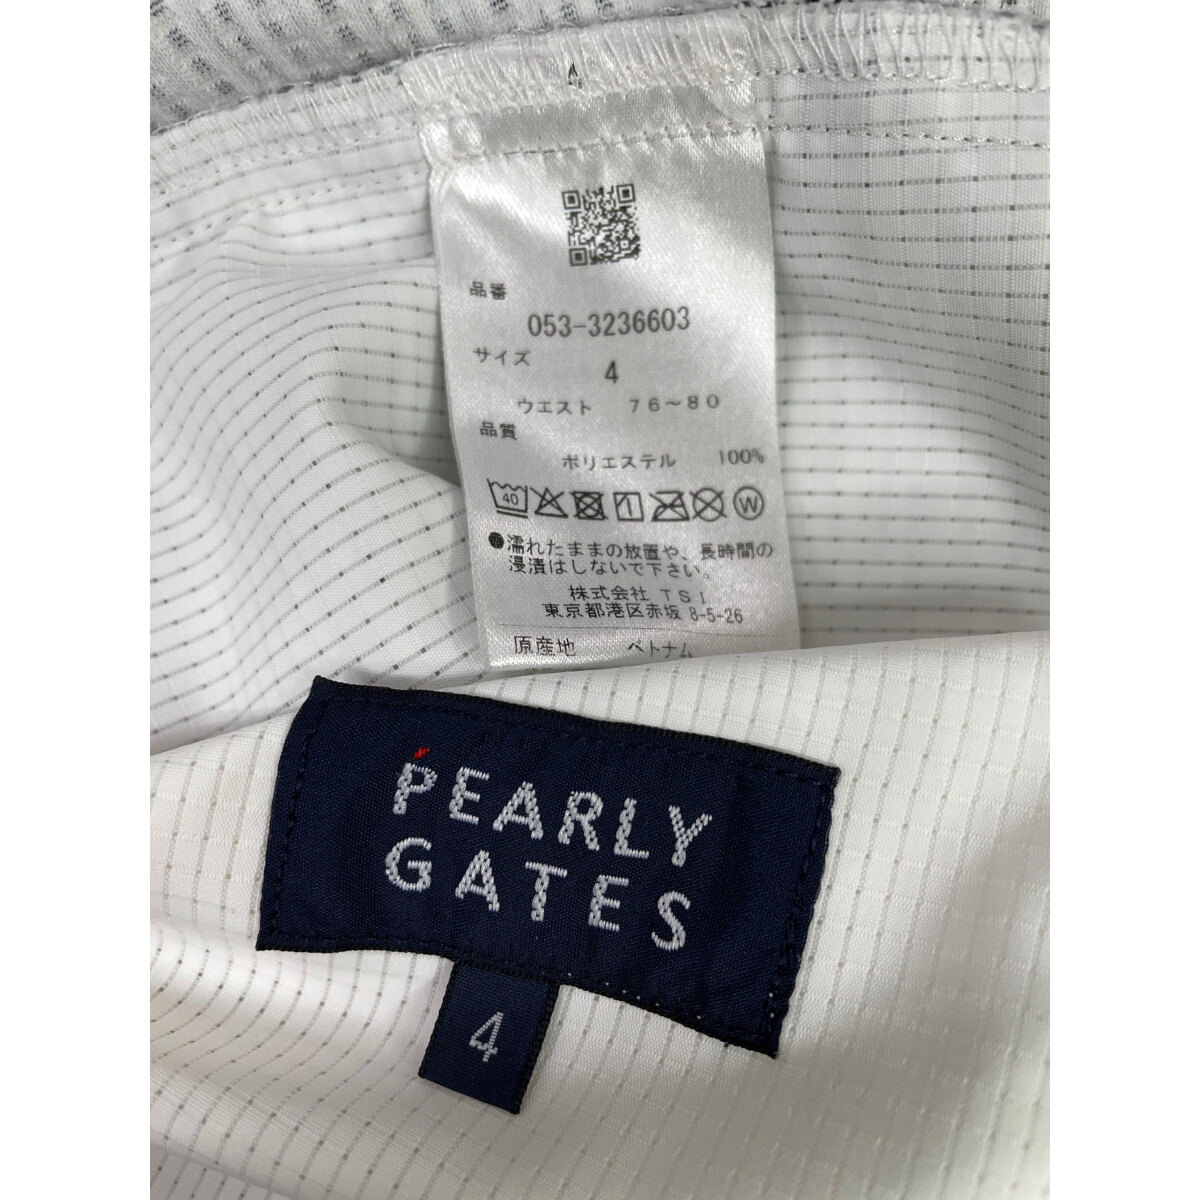 品番
053-3236603
サイズ
4
ウエスト 76～80
品質
ポリエステル 100%
40
W
●濡れたままの放置や、長時間の
浸漬はしないで下さい。
株式会社 TSI
東京都港区赤坂 8-5-26
原産地 ベトナム
PEARLY
GATES
4